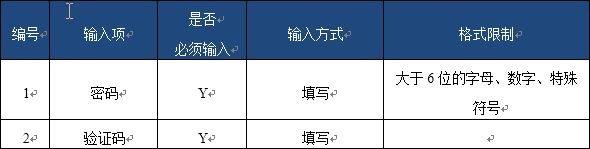 编号 输入项 是否 必须输入 输入方式 格式限制
1 密码 Y 填写 大于 6 位的字母、数字、特殊
符号
2 验证码 Y 填写